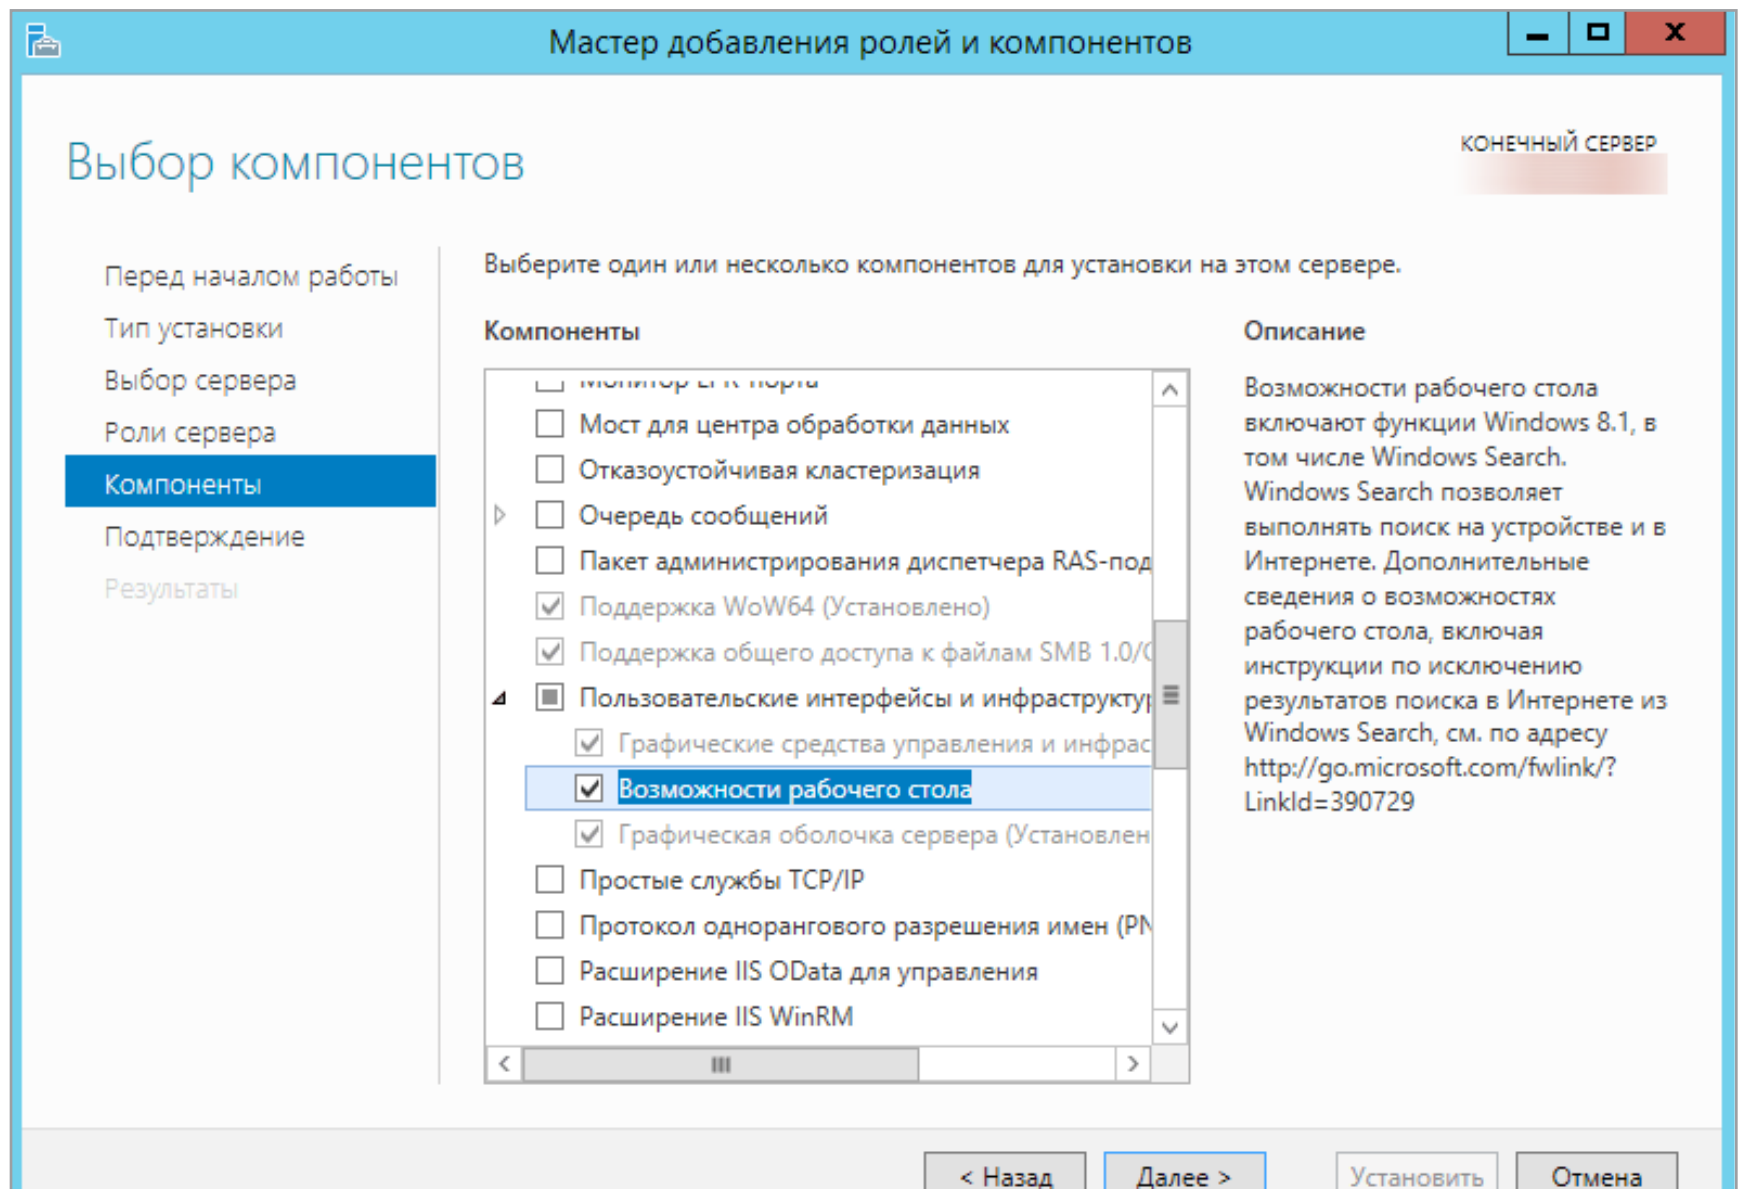 Мастер добавления ролей и компонентов
Выбор компонентов
КОНЕЧНЫЙ СЕРВЕР
Перед началом работы
Тип установки
Выбор сервера
Роли сервера
Компоненты
Подтверждение
Результаты
Выберите один или несколько компонентов для установки на этом сервере.
Компоненты
Монитор LPR-порта
Мост для центра обработки данных
Отказоустойчивая кластеризация
Очередь сообщений
Пакет администрирования диспетчера RAS-под
Поддержка WoW64 (Установлено)
Поддержка общего доступа к файлам SMB 1.0/C
Пользовательские интерфейсы и инфраструктур
Графические средства управления и инфрас
Возможности рабочего стола
Графическая оболочка сервера (Установлен
Простые службы TCP/IP
Протокол однорангового разрешения имен (PN
Расширение IIS OData для управления
Расширение IIS WinRM
Описание
Возможности рабочего стола
включают функции Windows 8.1, в
том числе Windows Search.
Windows Search позволяет
выполнять поиск на устройстве и в
Интернете. Дополнительные
сведения о возможностях
рабочего стола, включая
инструкции по исключению
результатов поиска в Интернете из
Windows Search, см. по адресу
http://go.microsoft.com/fwlink/?
LinkId=390729
< Назад
Далее >
Установить
Отмена